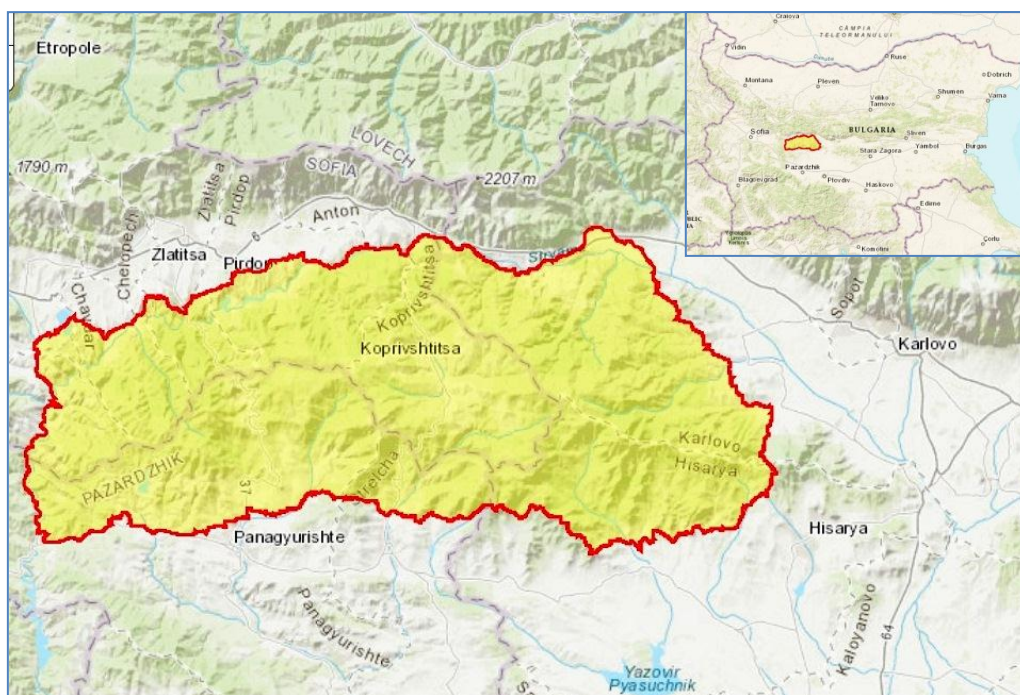 Etropole
LOVECH
SOFIA
1790 m
2207 m
Zlatitsa
Pirdop
Anton
6
Chelopech
Zlatitsa
Pirdop
Chavdar
Koprivshtitsa
Koprivshtitsa
Sopot
Karlovo
Karlovo
Hisarya
PAZARDZHIK
37
Panagyurishte
Hisarya
Panagyurishte
Kaloyanovo
64
Yazovir
Pyasuchnik
Craiova
CÂMPIA
TELEORMANULUI
Vidin
Ruse
Dobrich
Montana
Pleven
Shumen
Varna
Veliko
Tarnovo
Sofia
BULGARIA
Sliven
Stara Zagora
Yambol
Burgas
Pazardzhik
Plovdiv
Blagoevgrad
Haskovo
Edirne
Komotini
Çorlu